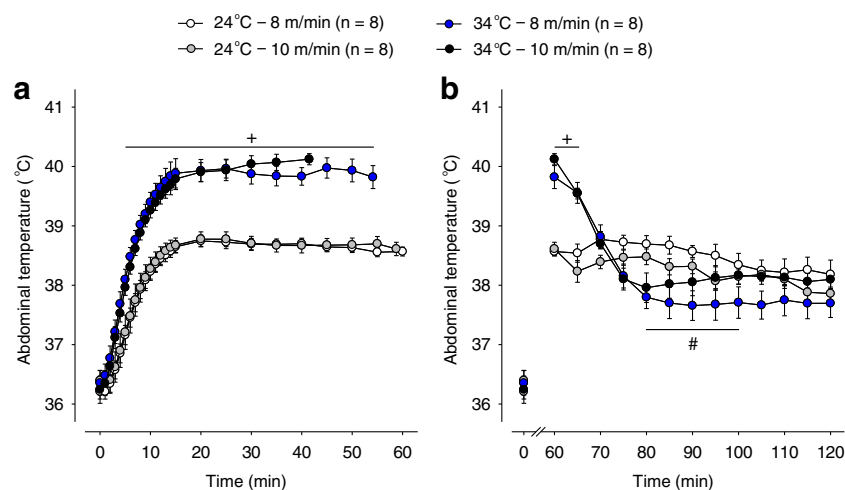 24°C – 8 m/min (n = 8)
34°C – 8 m/min (n = 8)
24°C – 10 m/min (n = 8)
34°C – 10 m/min (n = 8)
a
b
Abdominal temperature (°C)
41
40
39
38
37
36
+
0 10 20 30 40 50 60
Time (min)
Abdominal temperature (°C)
41
40
39
38
37
36
+
#
0 60 70 80 90 100 110 120
Time (min)